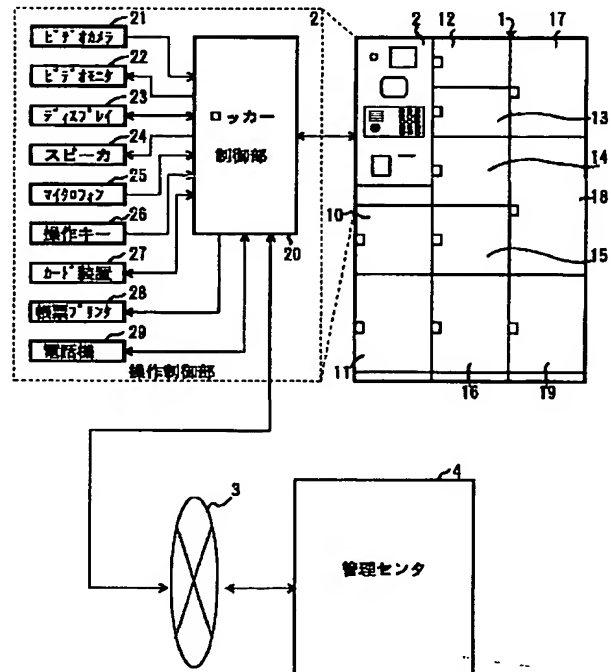 21
ビデオカメラ
22
ビデオモニタ
23
ディスプレイ
24
スピーカ
25
マイクロフォン
26
操作キー
27
カード装置
28
帳票プリンタ
29
電話機
操作制御部
2
ロッカー
制御部
20
2
12
1
17
13
14
18
10
15
11
16
19
3
4
管理センタ